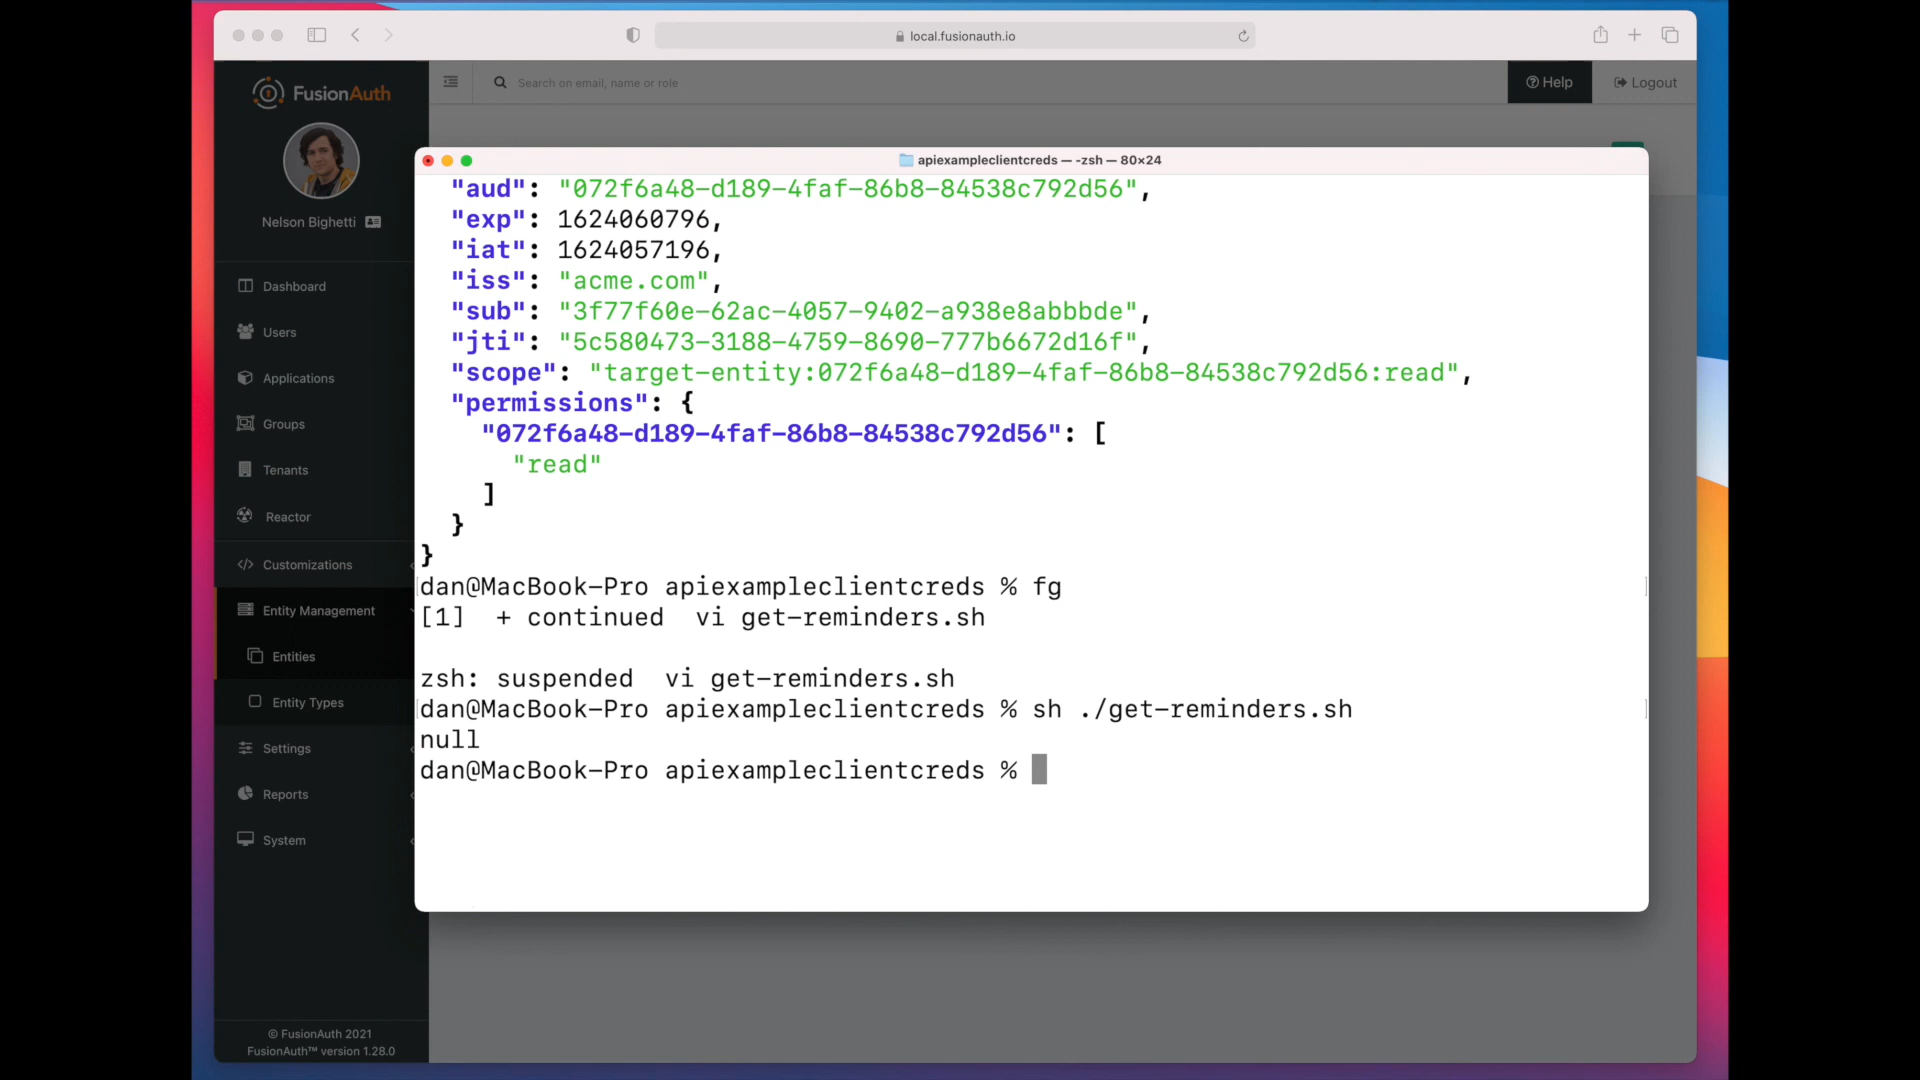 local.fusionauth.io
FusionAuth
Search on email, name or role
Help
Logout
Nelson Bighetti
Dashboard
Users
Applications
Groups
Tenants
Reactor
Customizations
Entity Management
Entities
Entity Types
Settings
Reports
System
© FusionAuth 2021
FusionAuth™ version 1.28.0
apiexampleclientcreds — -zsh — 80×24
"aud": "072f6a48-d189-4faf-86b8-84538c792d56",
"exp": 1624060796,
"iat": 1624057196,
"iss": "acme.com",
"sub": "3f77f60e-62ac-4057-9402-a938e8abbbde",
"jti": "5c580473-3188-4759-8690-777b6672d16f",
"scope": "target-entity:072f6a48-d189-4faf-86b8-84538c792d56:read",
"permissions": {
"072f6a48-d189-4faf-86b8-84538c792d56": [
"read"
]
}
}
dan@MacBook-Pro apiexampleclientcreds % fg
[1]  + continued  vi get-reminders.sh
zsh: suspended  vi get-reminders.sh
dan@MacBook-Pro apiexampleclientcreds % sh ./get-reminders.sh
null
dan@MacBook-Pro apiexampleclientcreds %